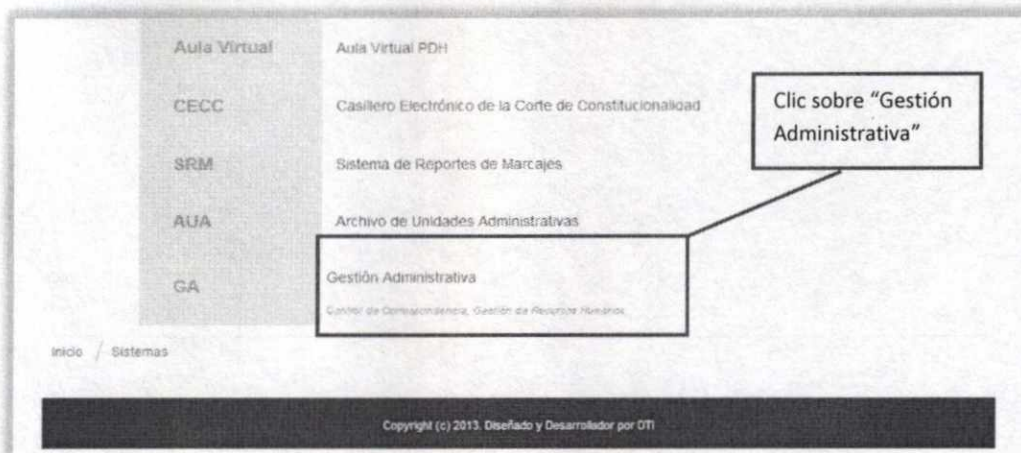 Aula Virtual Aula Virtual PDH
CECC Casillero Electrónico de la Corte de Constitucionalidad
Clic sobre "Gestión
Administrativa"
SRM Sistema de Reportes de Marcajes
AUA Archivo de Unidades Administrativas
GA Gestión Administrativa
Control de Correspondencia, Gestión de Recursos Humanos
Inicio / Sistemas
Copyright (c) 2013. Diseñado y Desarrollador por DTI